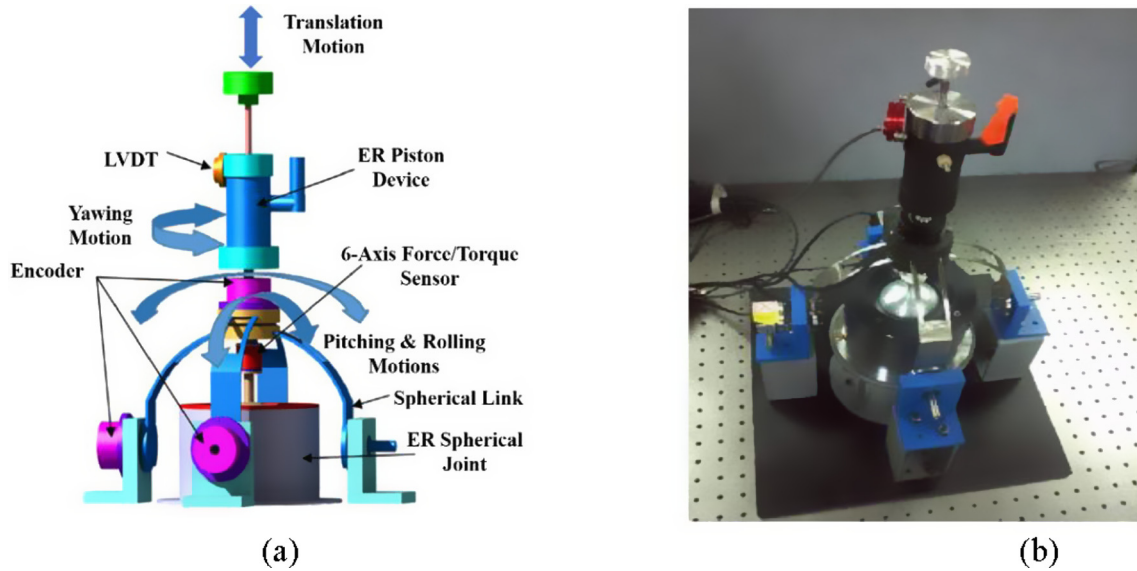 Translation
Motion
LVDT
ER Piston
Device
Yawing
Motion
Encoder
6-Axis Force/Torque
Sensor
Pitching & Rolling
Motions
Spherical Link
ER Spherical
Joint
(a)
(b)